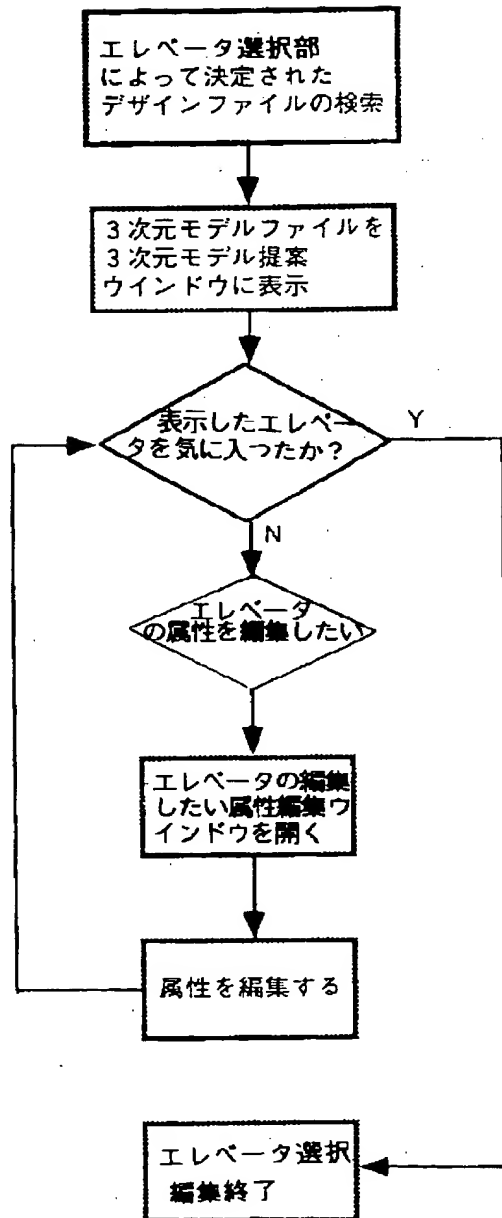 エレベータ選択部
によって決定された
デザインファイルの検索
３次元モデルファイルを
３次元モデル提案
ウインドウに表示
表示したエレベー
タを気に入つたか？
Y
N
エレベータ
の属性を編集したい
エレベータの編集
したい属性編集ウ
インドウを開く
属性を編集する
エレベータ選択
編集終了